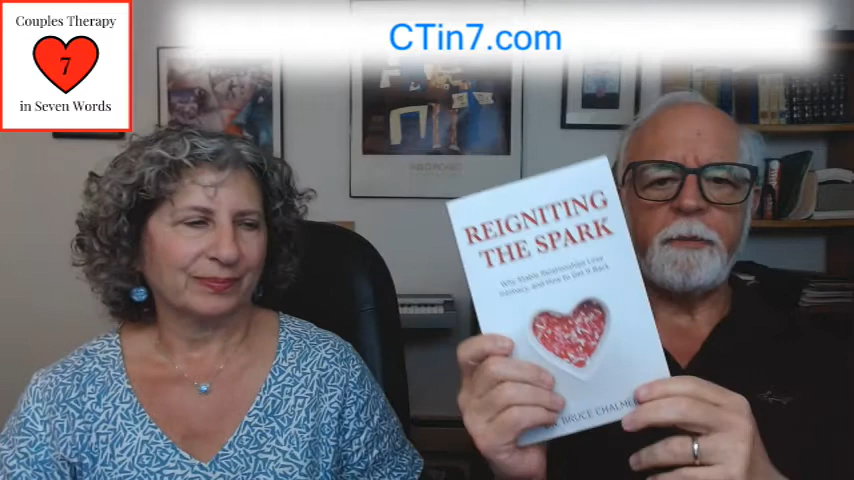 Couples Therapy
7
in Seven Words
CTin7.com
REIGNITING
THE SPARK
Why Stable Relationships Lose
Intimacy, and How to Get It Back
DR BRUCE CHALMER